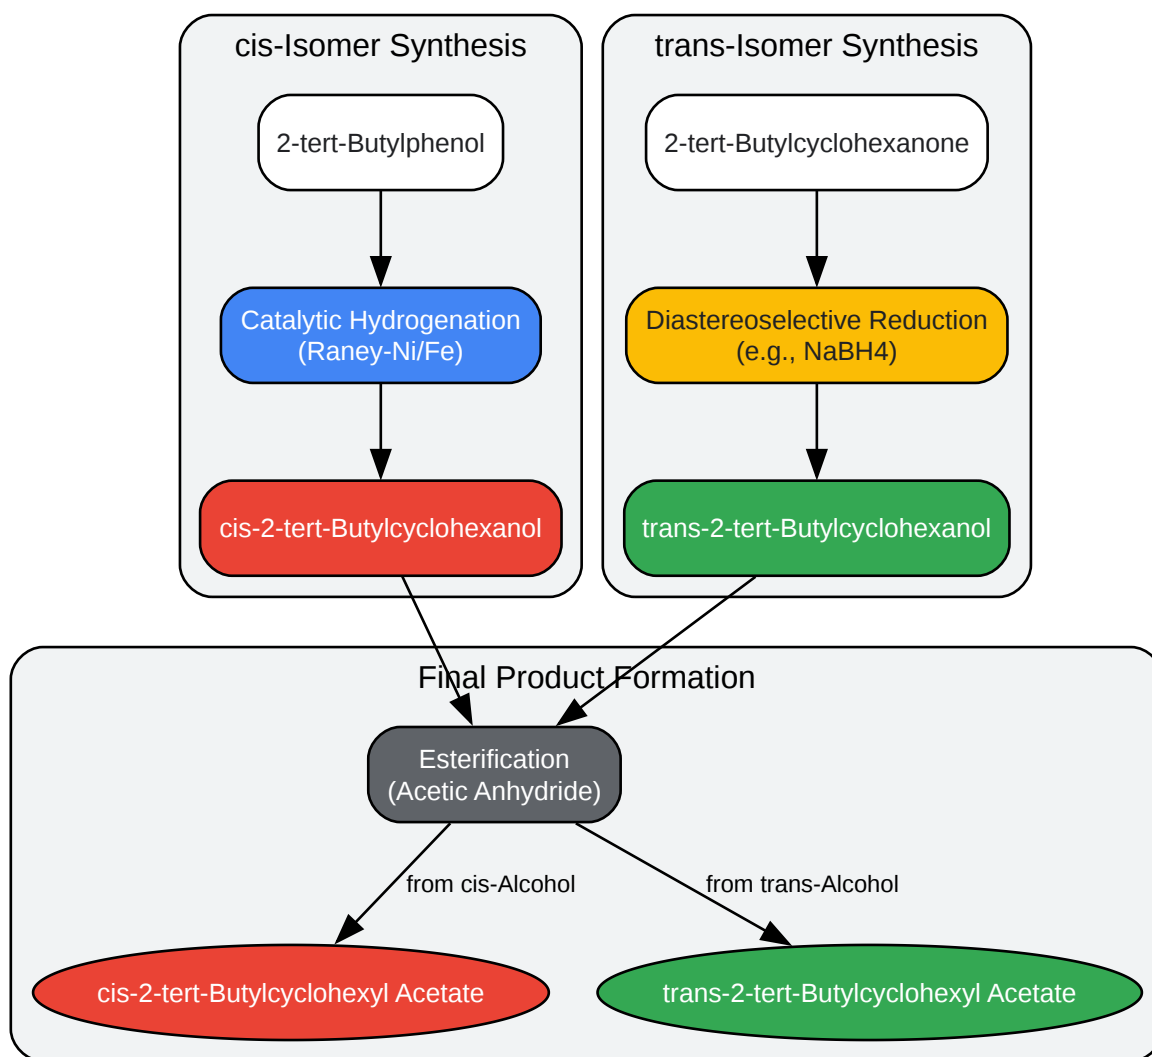 cis-Isomer Synthesis
trans-Isomer Synthesis
2-tert-Butylphenol
2-tert-Butylcyclohexanone
Catalytic Hydrogenation
(Raney-Ni/Fe)
Diastereoselective Reduction
(e.g., NaBH4)
cis-2-tert-Butylcyclohexanol
trans-2-tert-Butylcyclohexanol
Final Product Formation
Esterification
(Acetic Anhydride)
from cis-Alcohol
from trans-Alcohol
cis-2-tert-Butylcyclohexyl Acetate
trans-2-tert-Butylcyclohexyl Acetate